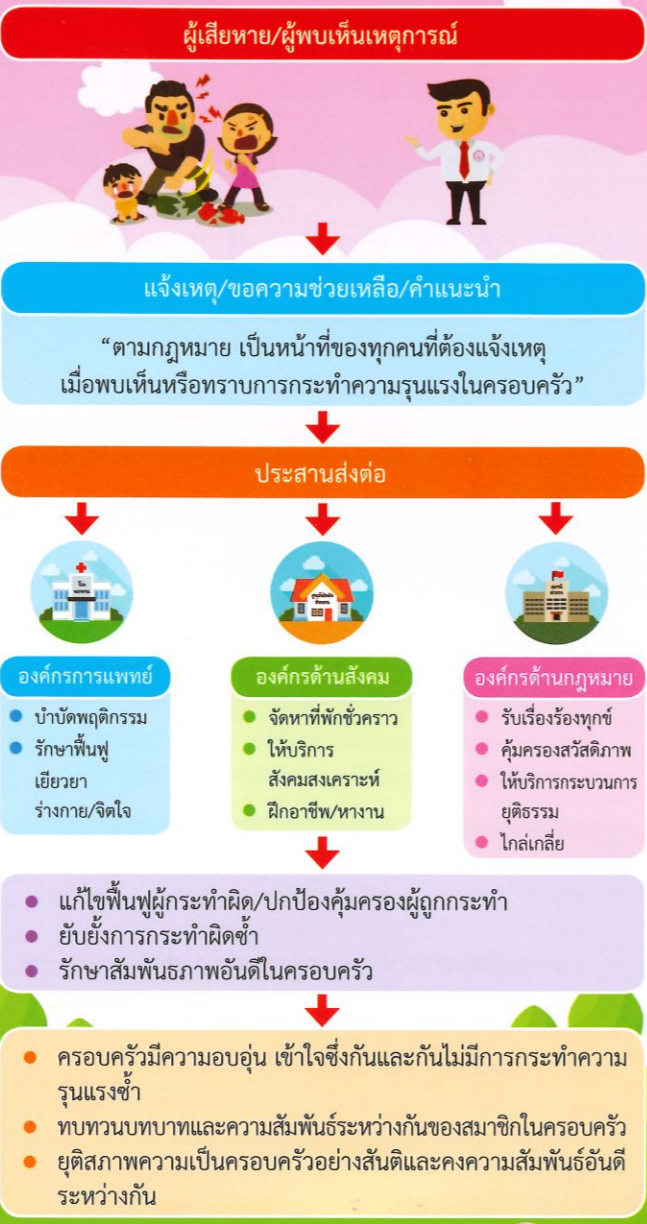 ผู้เสียหาย/ผู้พบเห็นเหตุการณ์
แจ้งเหตุ/ขอความช่วยเหลือ/คำแนะนำ
“ตามกฎหมาย เป็นหน้าที่ของทุกคนที่ต้องแจ้งเหตุ
เมื่อพบเห็นหรือทราบการกระทำความรุนแรงในครอบครัว”
ประสานส่งต่อ
องค์กรการแพทย์
บำบัดพฤติกรรม
รักษาฟื้นฟู
เยียวยา
ร่างกาย/จิตใจ
องค์กรด้านสังคม
จัดหาที่พักชั่วคราว
ให้บริการ
สังคมสงเคราะห์
ฝึกอาชีพ/หางาน
องค์กรด้านกฎหมาย
รับเรื่องร้องทุกข์
คุ้มครองสวัสดิภาพ
ให้บริการกระบวนการ
ยุติธรรม
ไกล่เกลี่ย
แก้ไขฟื้นฟูผู้กระทำผิด/ปกป้องคุ้มครองผู้ถูกกระทำ
ยับยั้งการกระทำผิดซ้ำ
รักษาสัมพันธภาพอันดีในครอบครัว
ครอบครัวมีความอบอุ่น เข้าใจซึ่งกันและกันไม่มีการกระทำความ
รุนแรงซ้ำ
ทบทวนบทบาทและความสัมพันธ์ระหว่างกันของสมาชิกในครอบครัว
ยุติสภาพความเป็นครอบครัวอย่างสันติและคงความสัมพันธ์อันดี
ระหว่างกัน